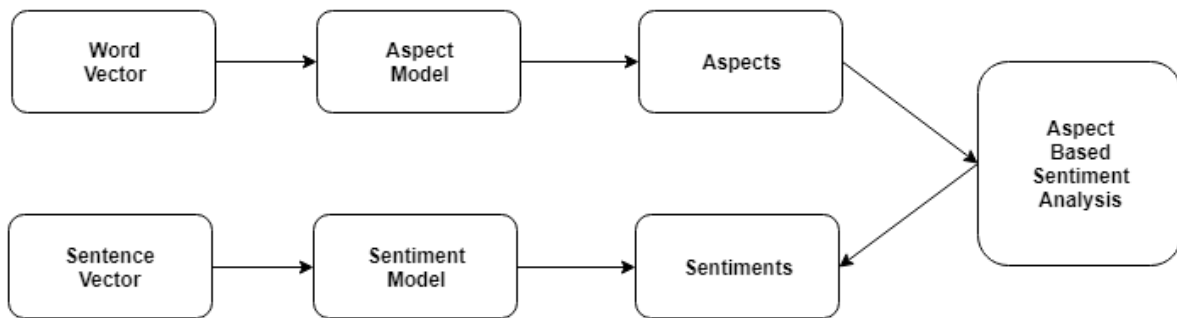 Word
Vector
Aspect
Model
Aspects
Aspect
Based
Sentiment
Analysis
Sentence
Vector
Sentiment
Model
Sentiments